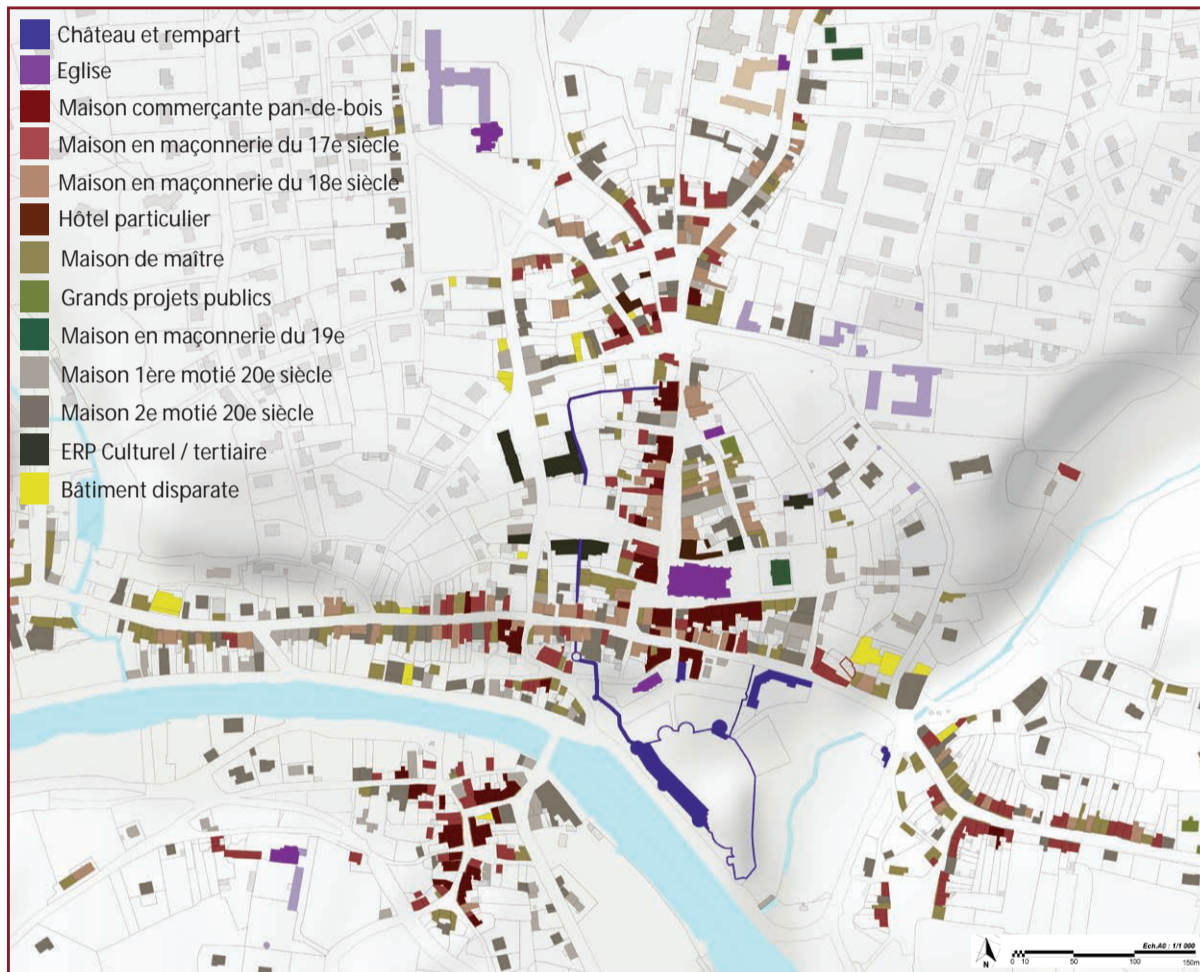 Château et rempart
Eglise
Maison commerçante pan-de-bois
Maison en maçonnerie du 17e siècle
Maison en maçonnerie du 18e siècle
Hôtel particulier
Maison de maître
Grands projets publics
Maison en maçonnerie du 19e
Maison 1ère motié 20e siècle
Maison 2e motié 20e siècle
ERP Culturel / tertiaire
Bâtiment disparate
Ech.A0 : 1/1 000
N 0 10 50 100 150m